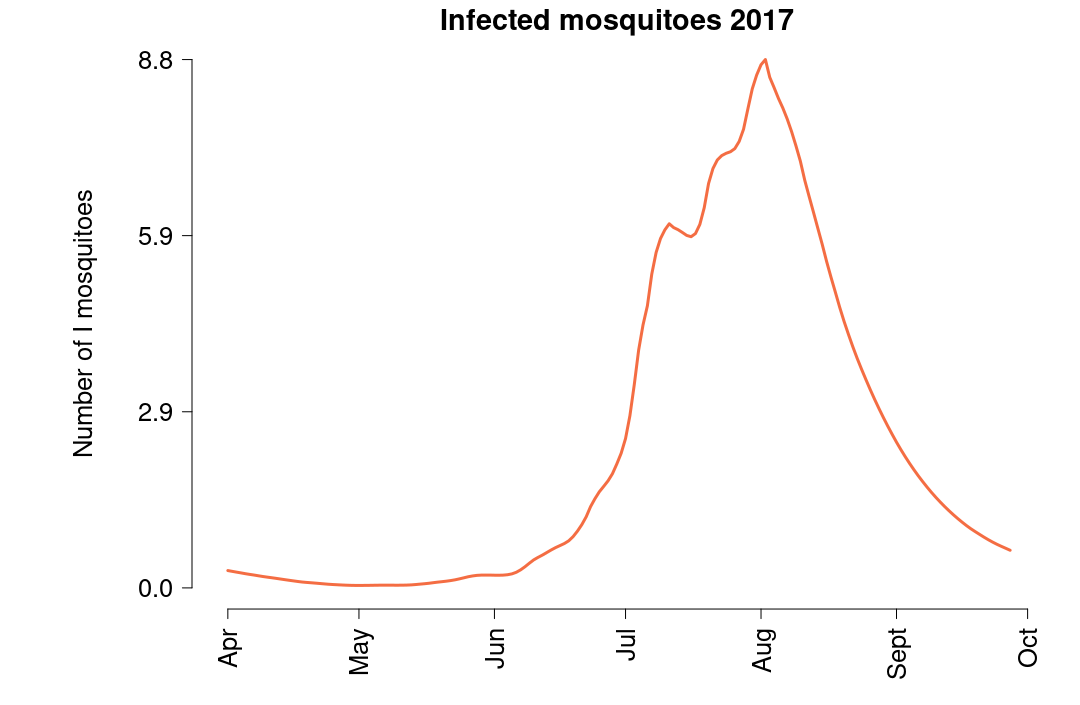 Infected mosquitoes 2017
Number of I mosquitoes
8.8
5.9
2.9
0.0
Apr
May
Jun
Jul
Aug
Sept
Oct